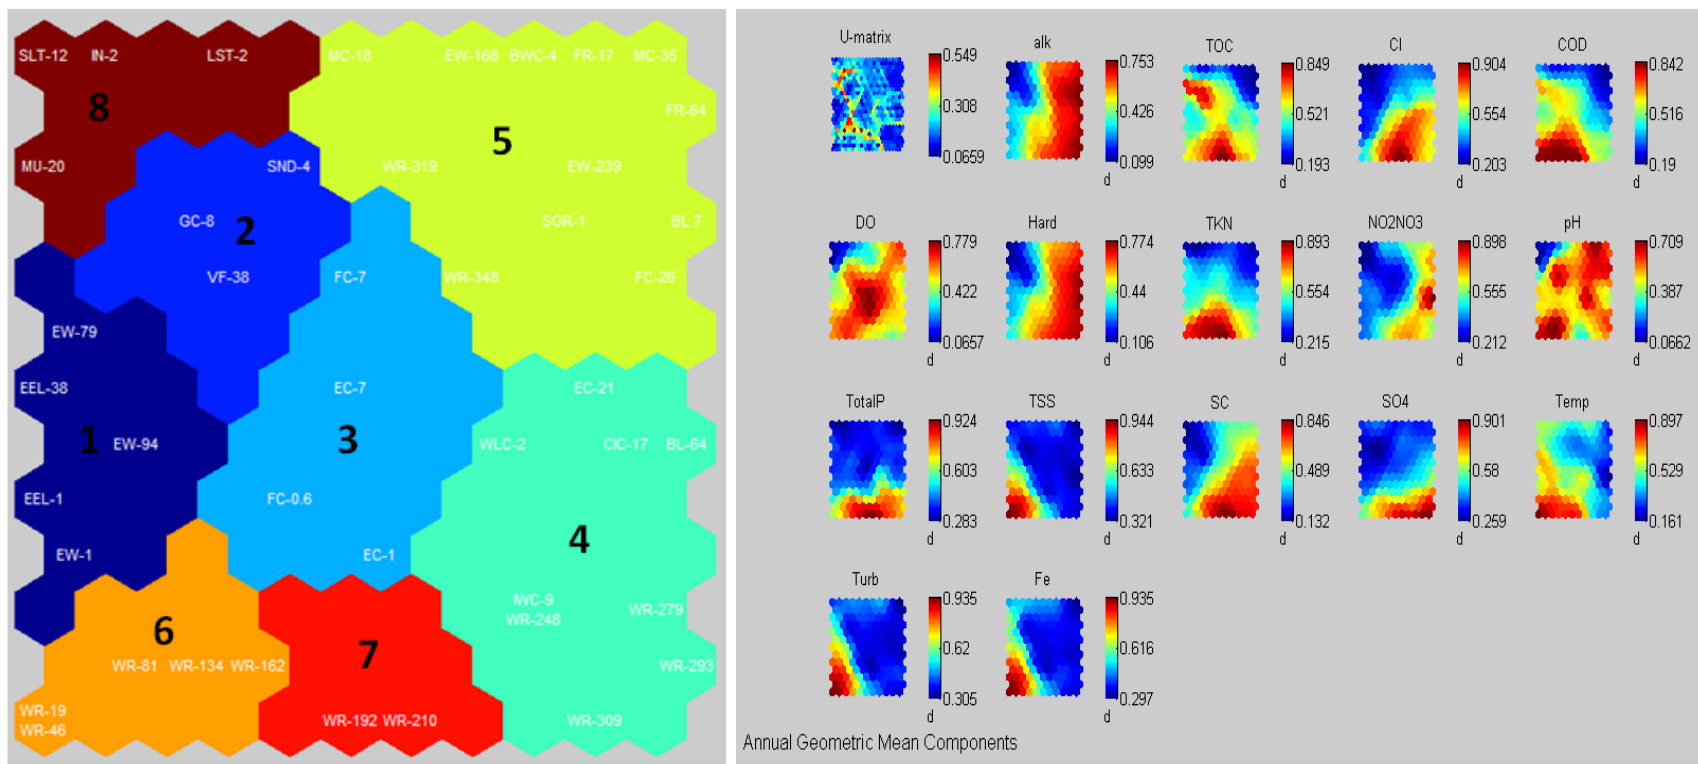 SLT-12 IN-2 LST-2 MC-18 EW-168 BWC-4 FR-17 MC-35
8 FR-64
5
MU-20 SND-4 WR-319 EW-239
GC-8 2 SGR-1 BL.7
VF-38 FC-7 WR-348 FC-26
EW-79
EEL-38 EC-7 EC-21
1 EW-94 3 WLC-2 CIC-17 BL-64
EEL-1 FC-0.6
EW-1 EC-1 4
IWC-9 WR-279
6 WR-248
7
WR-81 WR-134 WR-162 WR-293
WR-19 WR-192 WR-210 WR-309
WR-46
U-matrix
0.549
0.308
0.0659
alk
0.753
0.426
0.099
d
TOC
0.849
0.521
0.193
d
Cl
0.904
0.554
0.203
d
COD
0.842
0.516
0.19
d
DO
0.779
0.422
0.0657
d
Hard
0.774
0.44
0.106
d
TKN
0.893
0.554
0.215
d
NO2NO3
0.898
0.555
0.212
d
pH
0.709
0.387
0.0662
d
TotalP
0.924
0.603
0.283
d
TSS
0.944
0.633
0.321
d
SC
0.846
0.489
0.132
d
SO4
0.901
0.58
0.259
d
Temp
0.897
0.529
0.161
d
Turb
0.935
0.62
0.305
d
Fe
0.935
0.616
0.297
d
Annual Geometric Mean Components